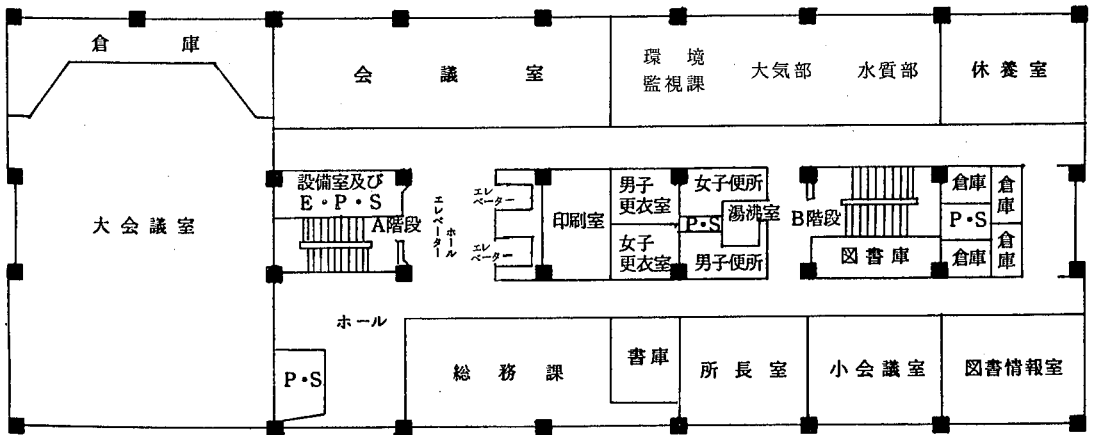 倉庫
会議室
環境
監視課
大気部
水質部
休養室
大会議室
設備室及び
E・P・S
A階段
エレベーター
ホール
エレ
ベーター
エレ
ベーター
印刷室
男子
更衣室
女子
更衣室
女子便所
P・S
湯沸室
男子便所
B階段
図書庫
倉庫
P・S
倉庫
倉庫
倉庫
ホール
P・S
総務課
書庫
所長室
小会議室
図書情報室